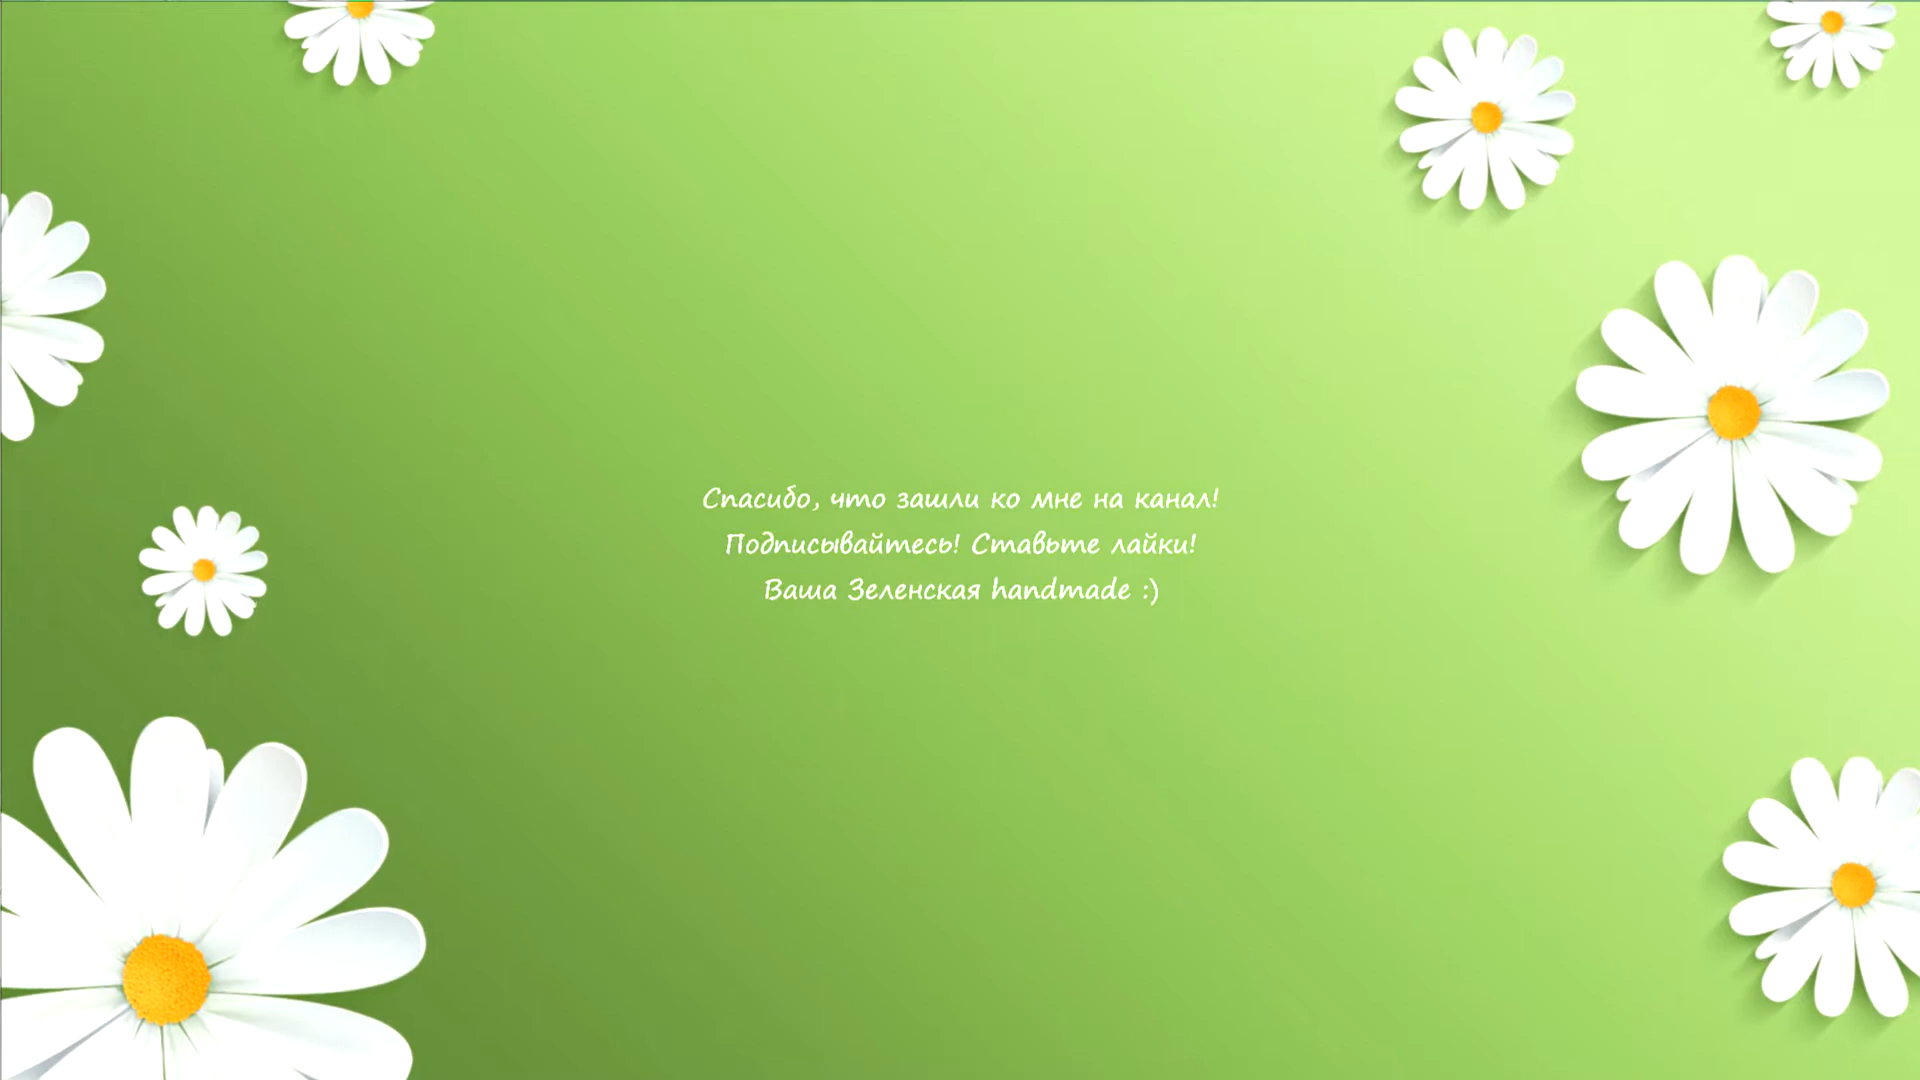 Спасибо, что зашли ко мне на канал!
Подписывайтесь! Ставьте лайки!
Ваша Зеленская handmade :)